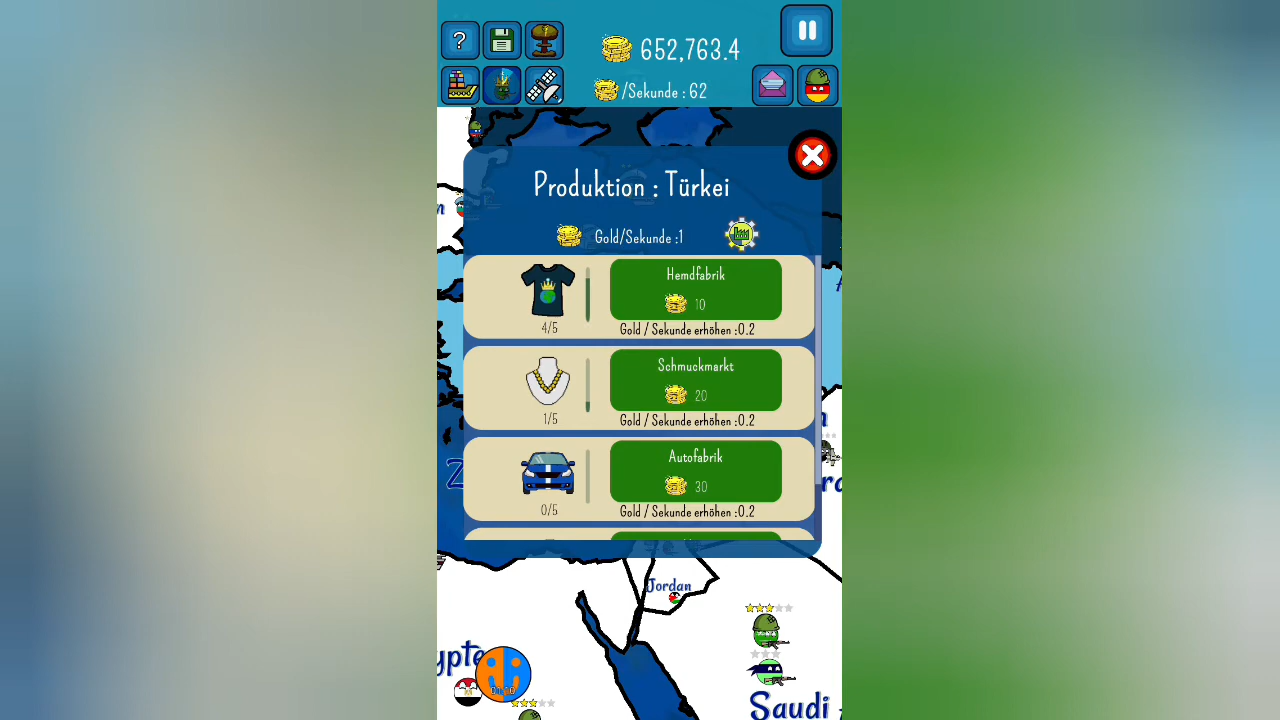 ?
652,763.4
/Sekunde : 62
Produktion : Türkei
Gold/Sekunde :1
Hemdfabrik
10
4/5
Gold / Sekunde erhöhen :0.2
Schmuckmarkt
20
1/5
Gold / Sekunde erhöhen :0.2
Autofabrik
30
0/5
Gold / Sekunde erhöhen :0.2
Jordan
ypte
Saudi